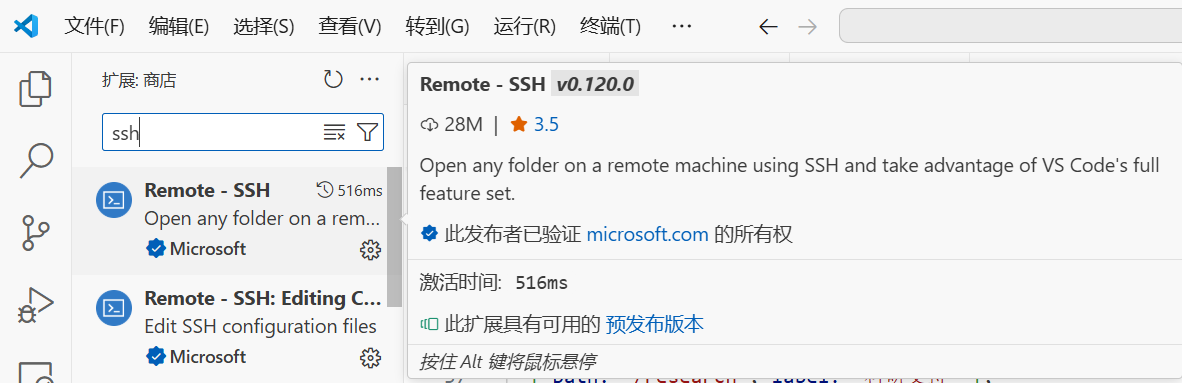 文件(F) 编辑(E) 选择(S) 查看(V) 转到(G) 运行(R) 终端(T) ···
扩展: 商店
ssh
Remote - SSH 516ms
Open any folder on a rem...
Microsoft
Remote - SSH: Editing C...
Edit SSH configuration files
Microsoft
Remote - SSH v0.120.0
28M | 3.5
Open any folder on a remote machine using SSH and take advantage of VS Code's full
feature set.
此发布者已验证 microsoft.com 的所有权
激活时间: 516ms
此扩展具有可用的 预发布版本
按住 Alt 键将鼠标悬停